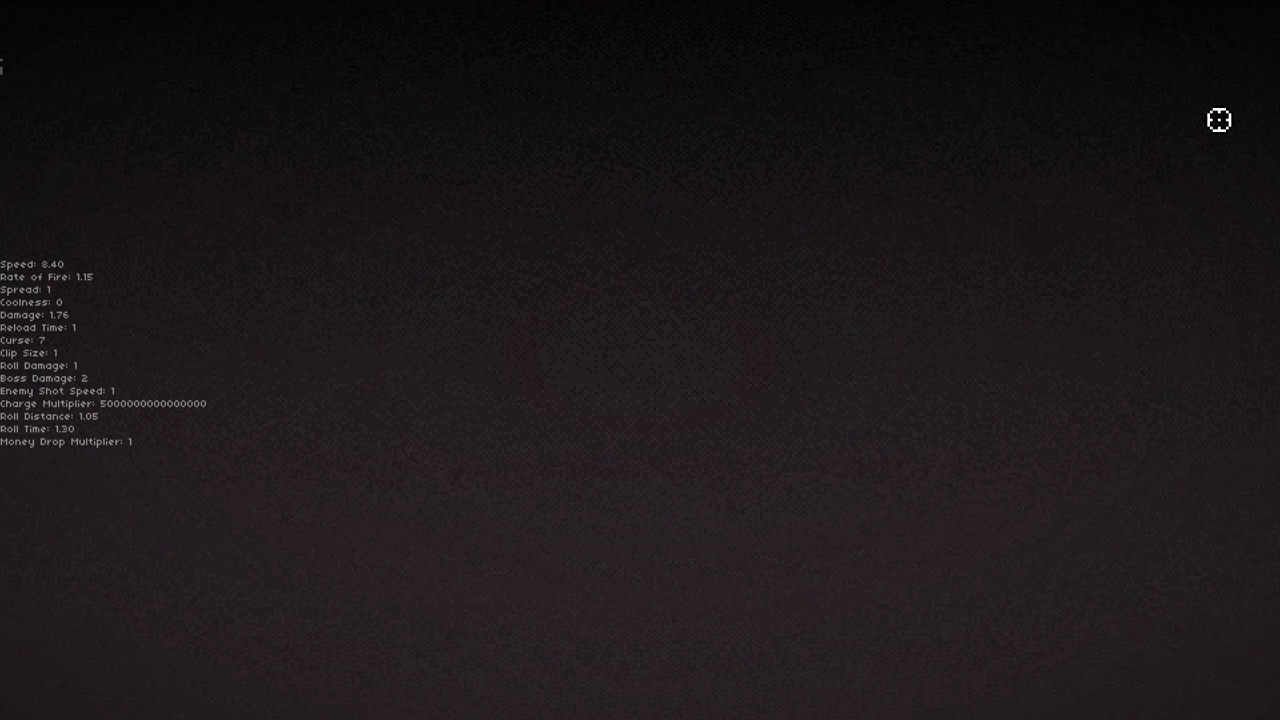 Speed: 8.40
Rate of Fire: 1.15
Spread: 1
Coolness: 0
Damage: 1.76
Reload Time: 1
Curse: 7
Clip Size: 1
Roll Damage: 1
Boss Damage: 2
Enemy Shot Speed: 1
Charge Multiplier: 5000000000000000
Roll Distance: 1.05
Roll Time: 1.30
Money Drop Multiplier: 1